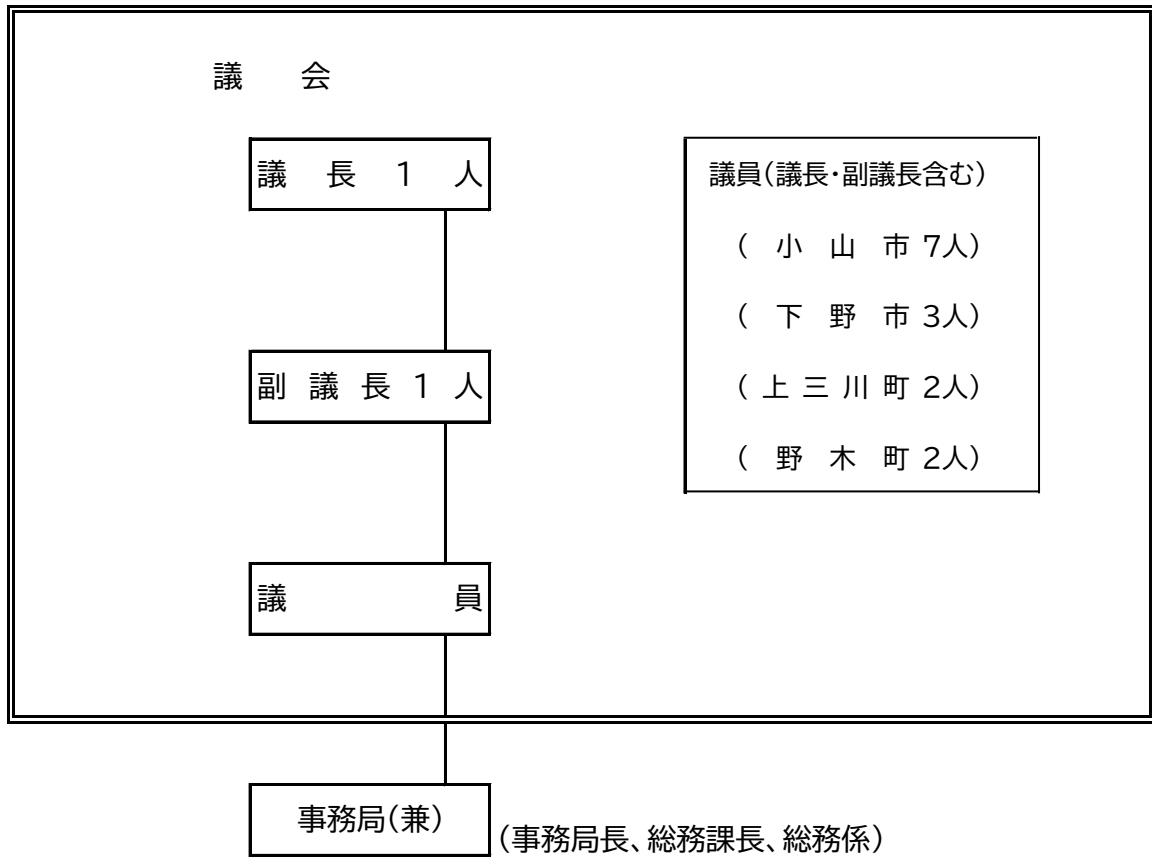 議　会
議　長　１　人
議員(議長・副議長含む)
(　小　山　市 7人)
(　下　野　市 3人)
副　議　長　１　人
( 上 三 川 町 2人)
(　野　木　町 2人)
議　　　　　員
事務局(兼)
(事務局長、総務課長、総務係)